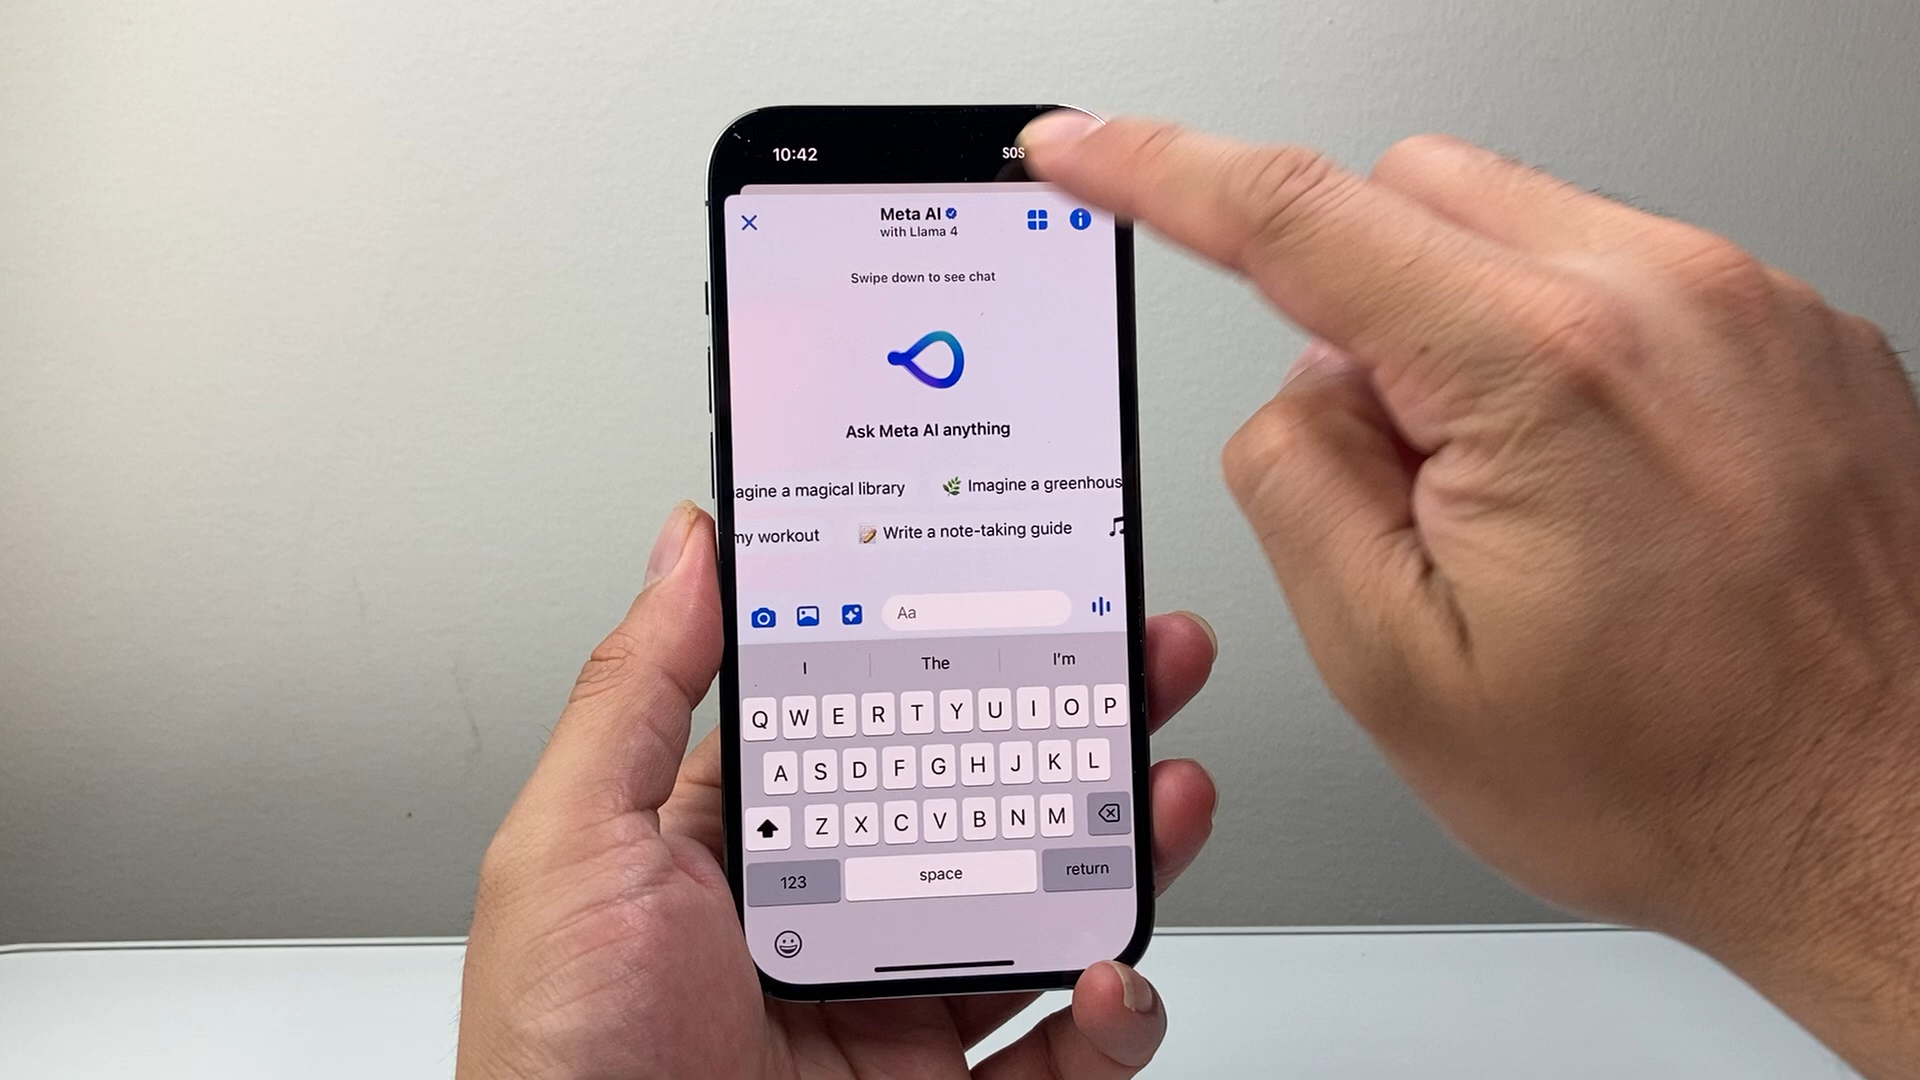 10:42 SOS
Meta AI
with Llama 4
Swipe down to see chat
Ask Meta AI anything
agine a magical library Imagine a greenhous
my workout Write a note-taking guide
Aa
I The I'm
Q W E R T Y U I O P
A S D F G H J K L
Z X C V B N M
123 space return